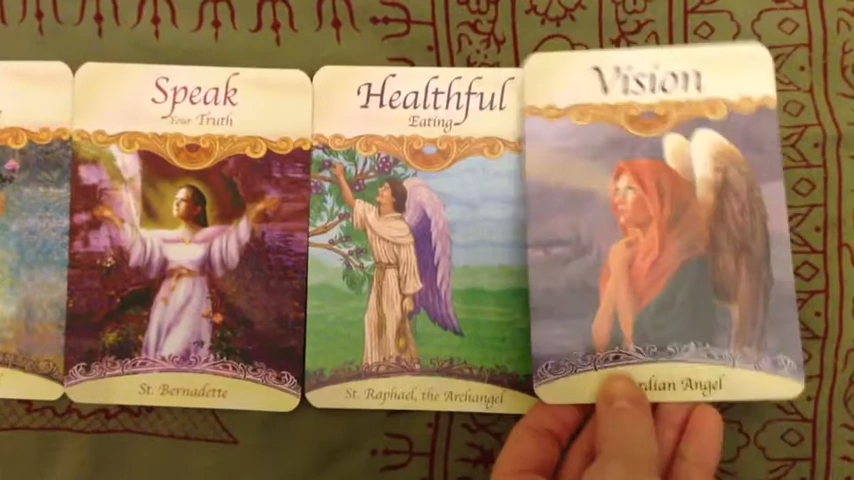 Speak
Your Truth
St. Bernadette
Healthful
Eating
St. Raphael, the Archangel
Vision
rdian Angel